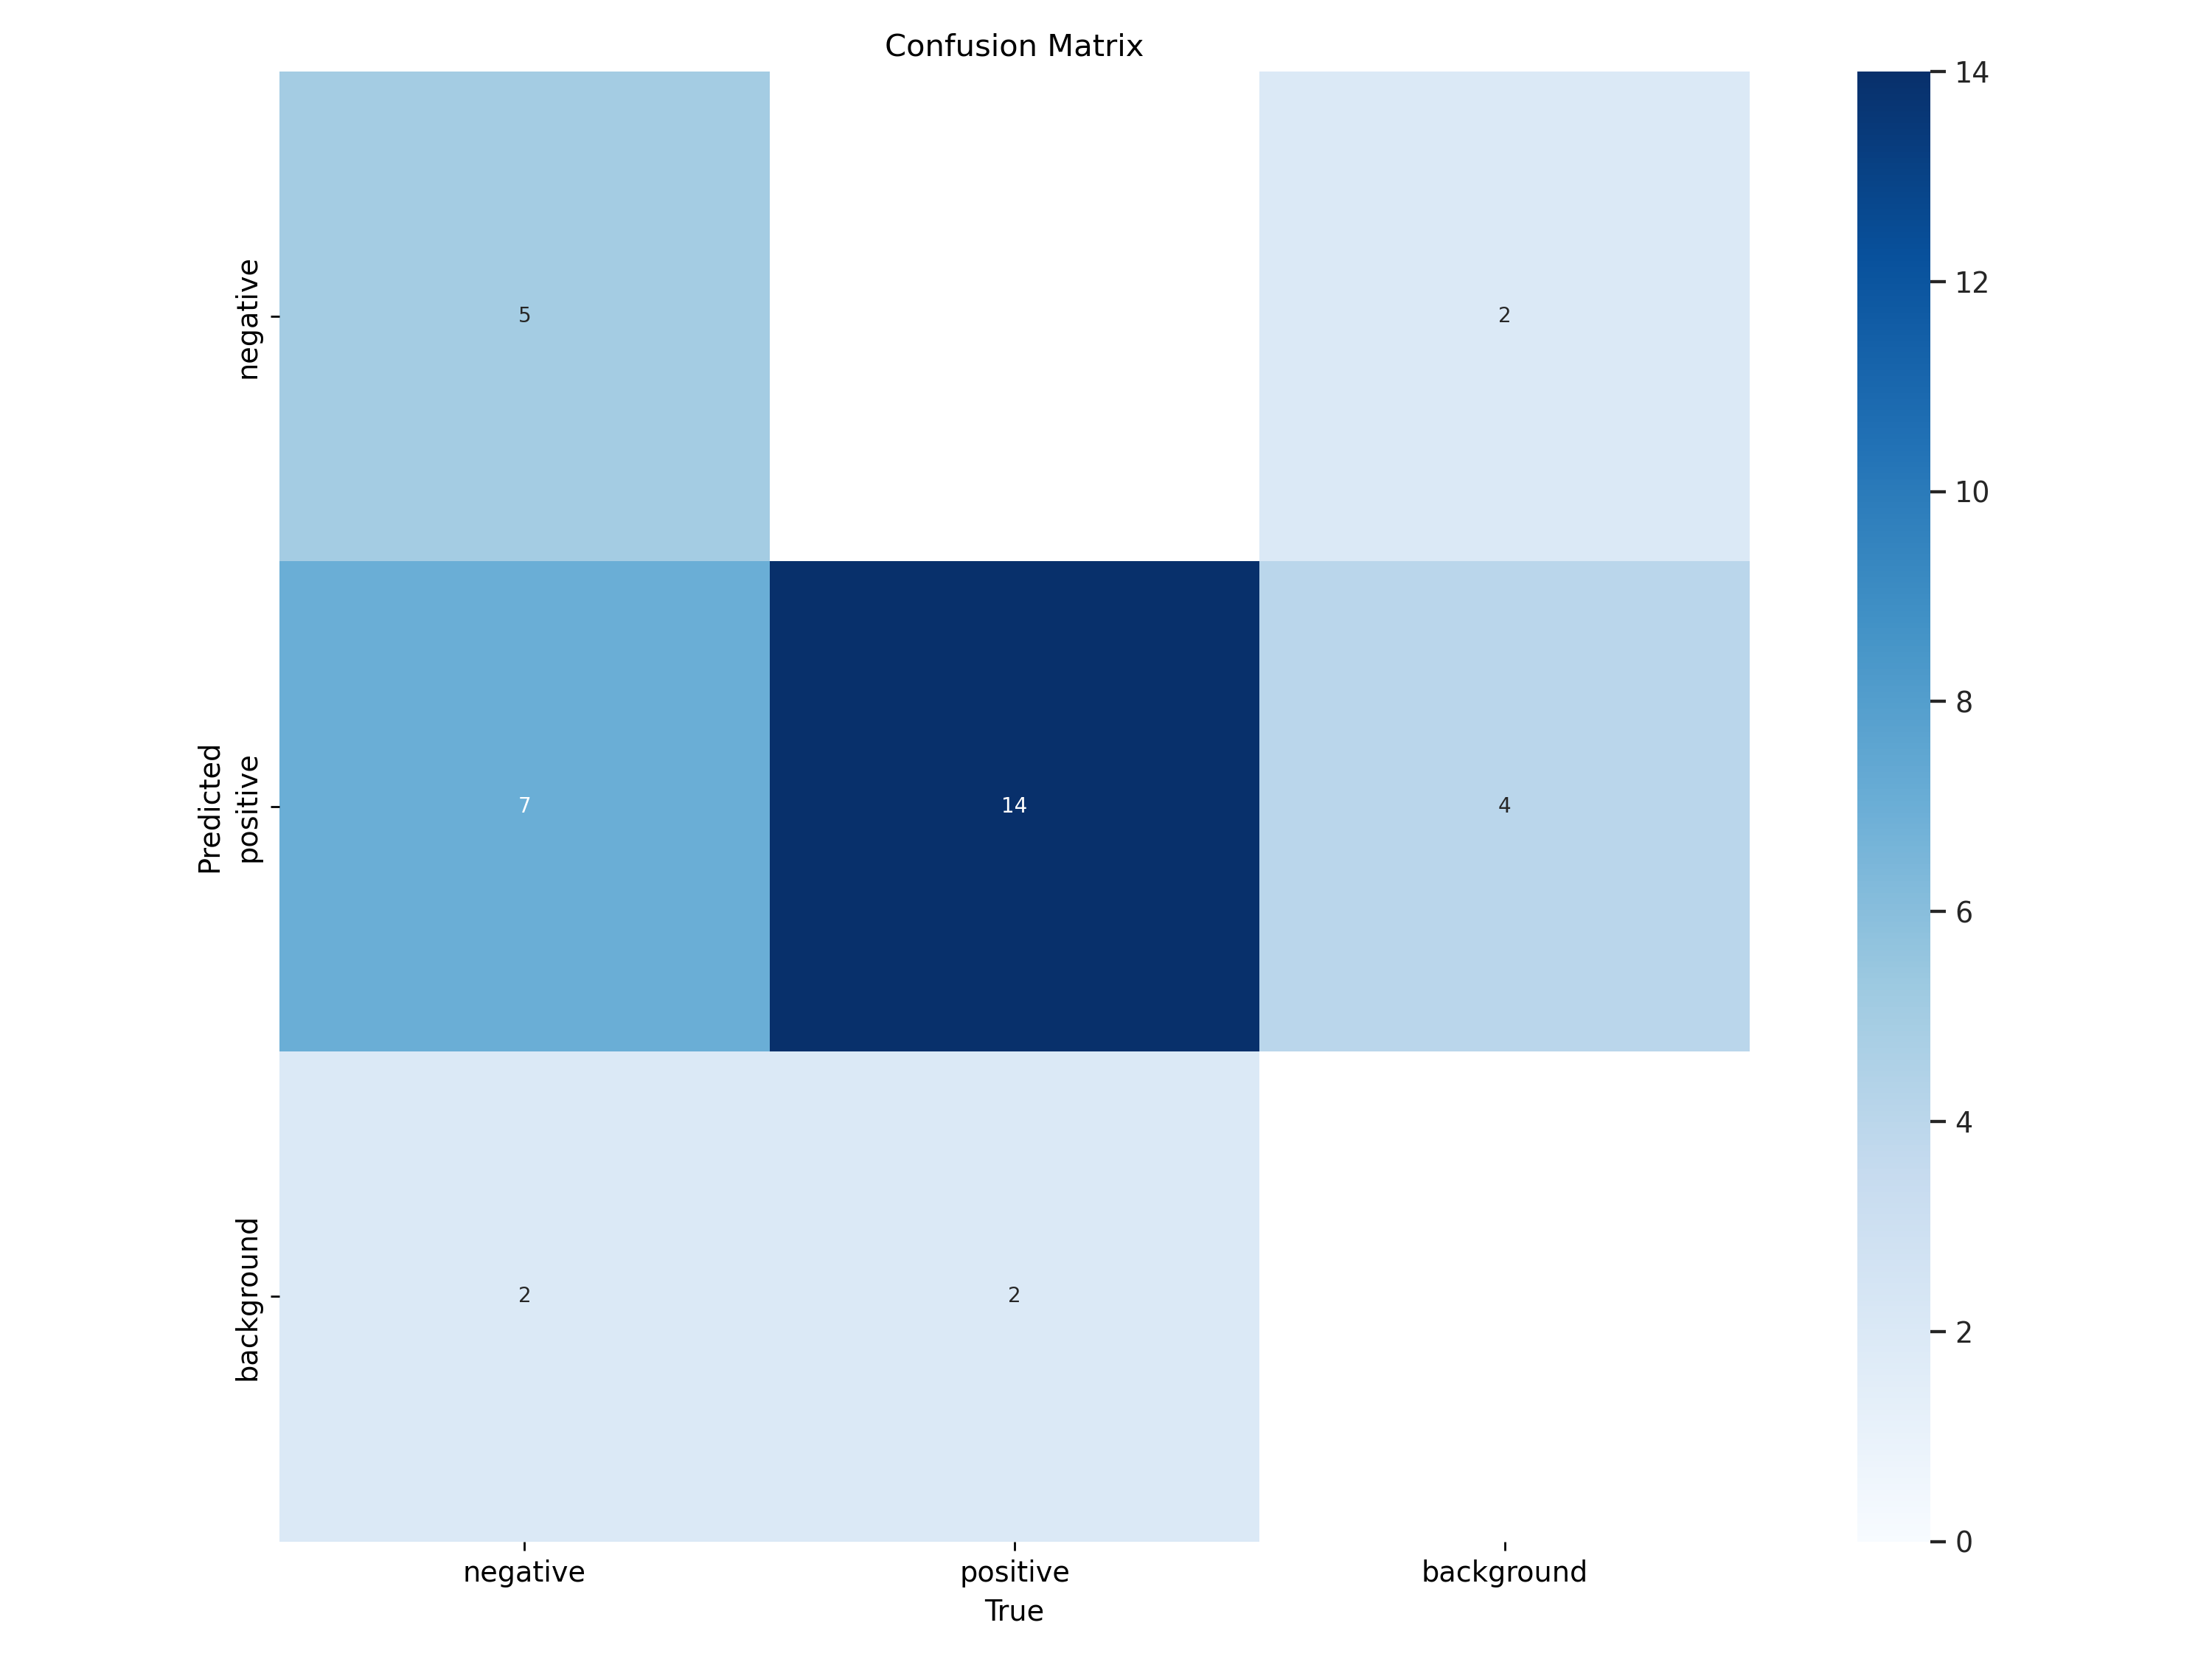 Confusion Matrix
negative
5
2
Predicted
positive
7
14
4
background
2
2
negative
positive
background
True
14
12
10
8
6
4
2
0